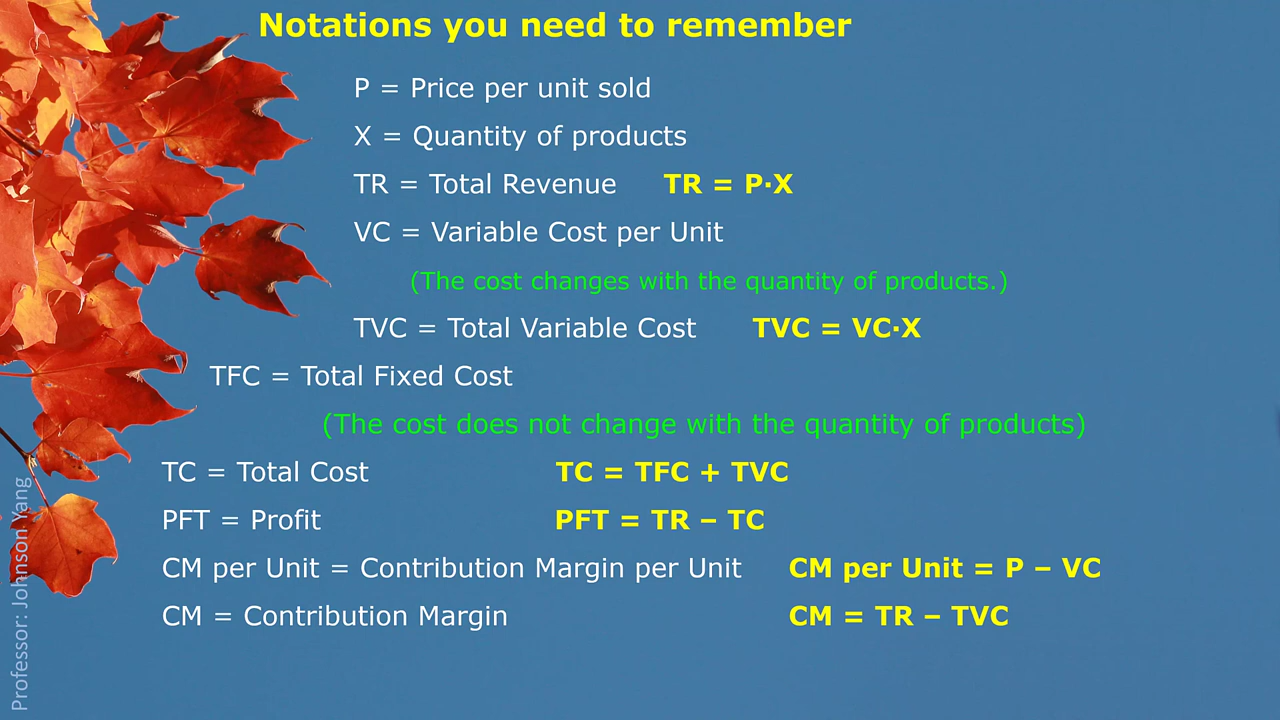 Notations you need to remember
P = Price per unit sold
X = Quantity of products
TR = Total Revenue TR = P·X
VC = Variable Cost per Unit
(The cost changes with the quantity of products.)
TVC = Total Variable Cost TVC = VC·X
TFC = Total Fixed Cost
(The cost does not change with the quantity of products)
TC = Total Cost TC = TFC + TVC
PFT = Profit PFT = TR – TC
CM per Unit = Contribution Margin per Unit CM per Unit = P – VC
CM = Contribution Margin CM = TR – TVC
Professor: Johnson Yang